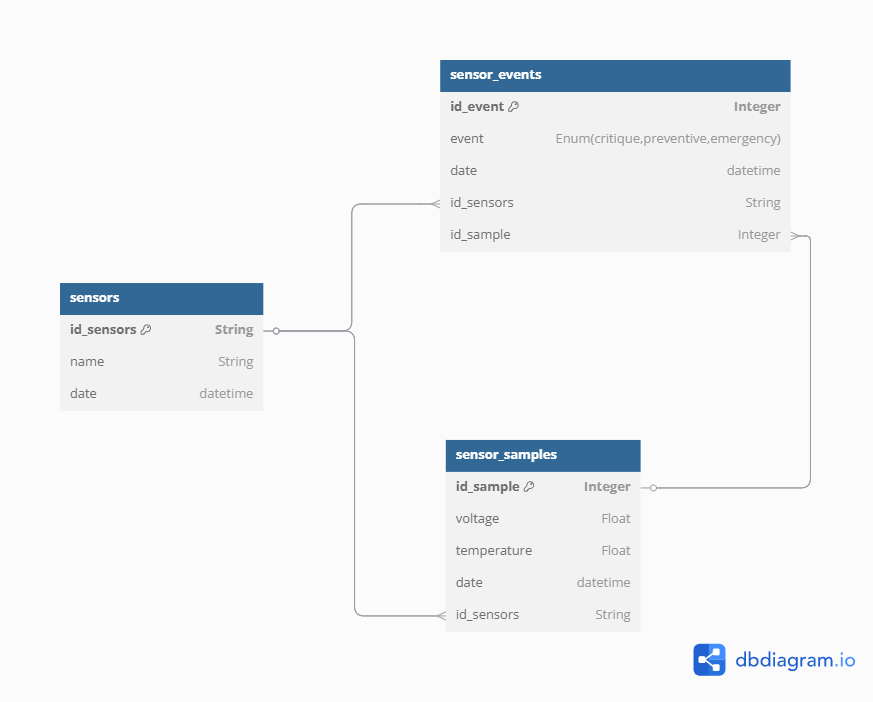 sensor_events
id_event Integer
event Enum(critique,preventive,emergency)
date datetime
id_sensors String
id_sample Integer
sensors
id_sensors String
name String
date datetime
sensor_samples
id_sample Integer
voltage Float
temperature Float
date datetime
id_sensors String
dbdiagram.io